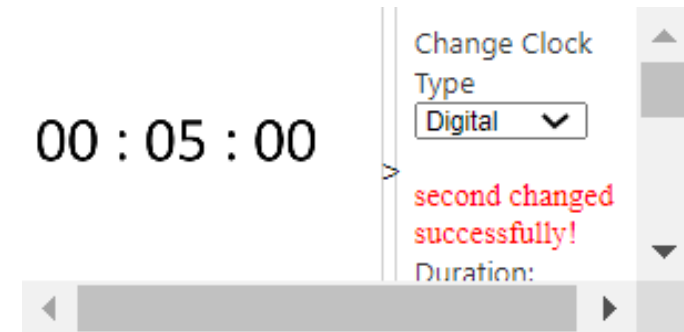 00 : 05 : 00
>
Change Clock
Type
Digital
second changed
successfully!
Duration: